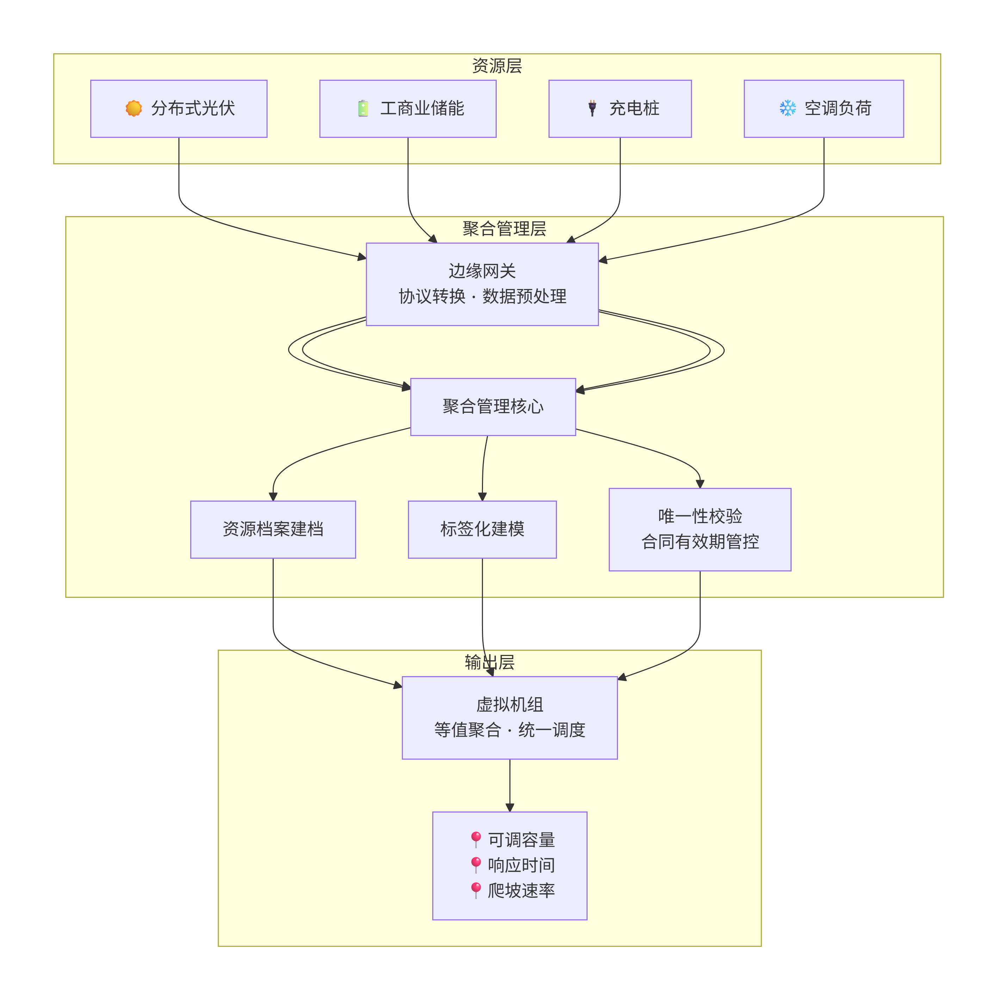 资源层
分布式光伏
工商业储能
充电桩
空调负荷
聚合管理层
边缘网关
协议转换 · 数据预处理
聚合管理核心
资源档案建档
标签化建模
唯一性校验
合同有效期管控
输出层
虚拟机组
等值聚合 · 统一调度
📍可调容量
📍响应时间
📍爬坡速率